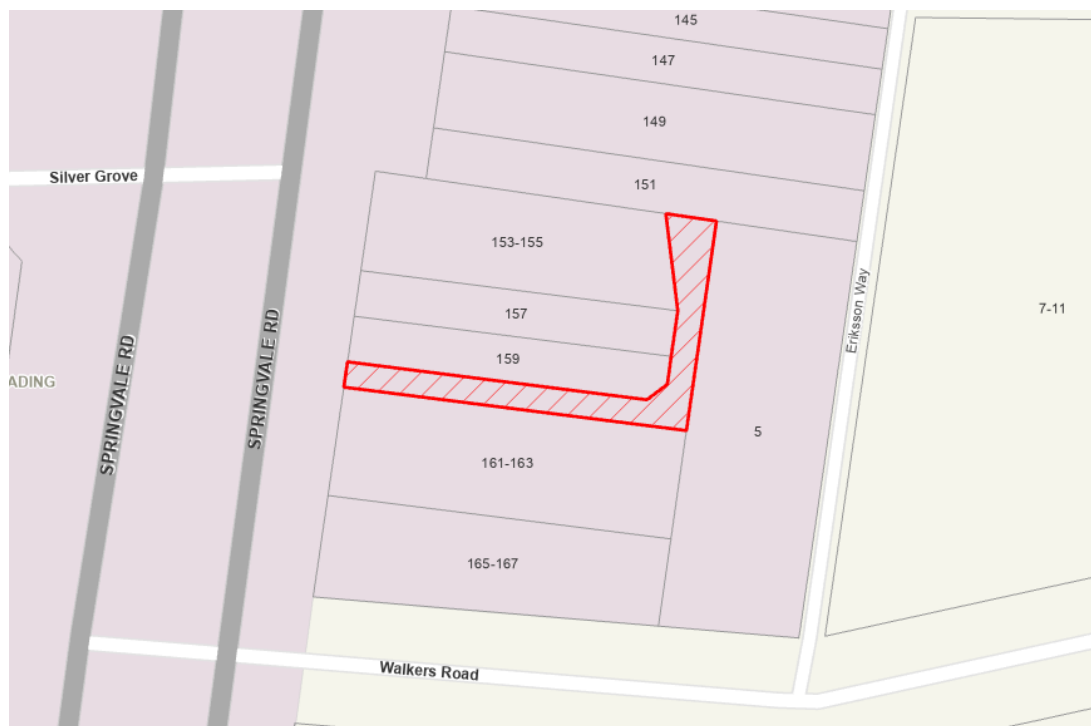 145
147
149
Silver Grove
151
153-155
Eriksson Way
7-11
157
SPRINGVALE RD
SPRINGVALE RD
159
ADING
5
161-163
165-167
Walkers Road